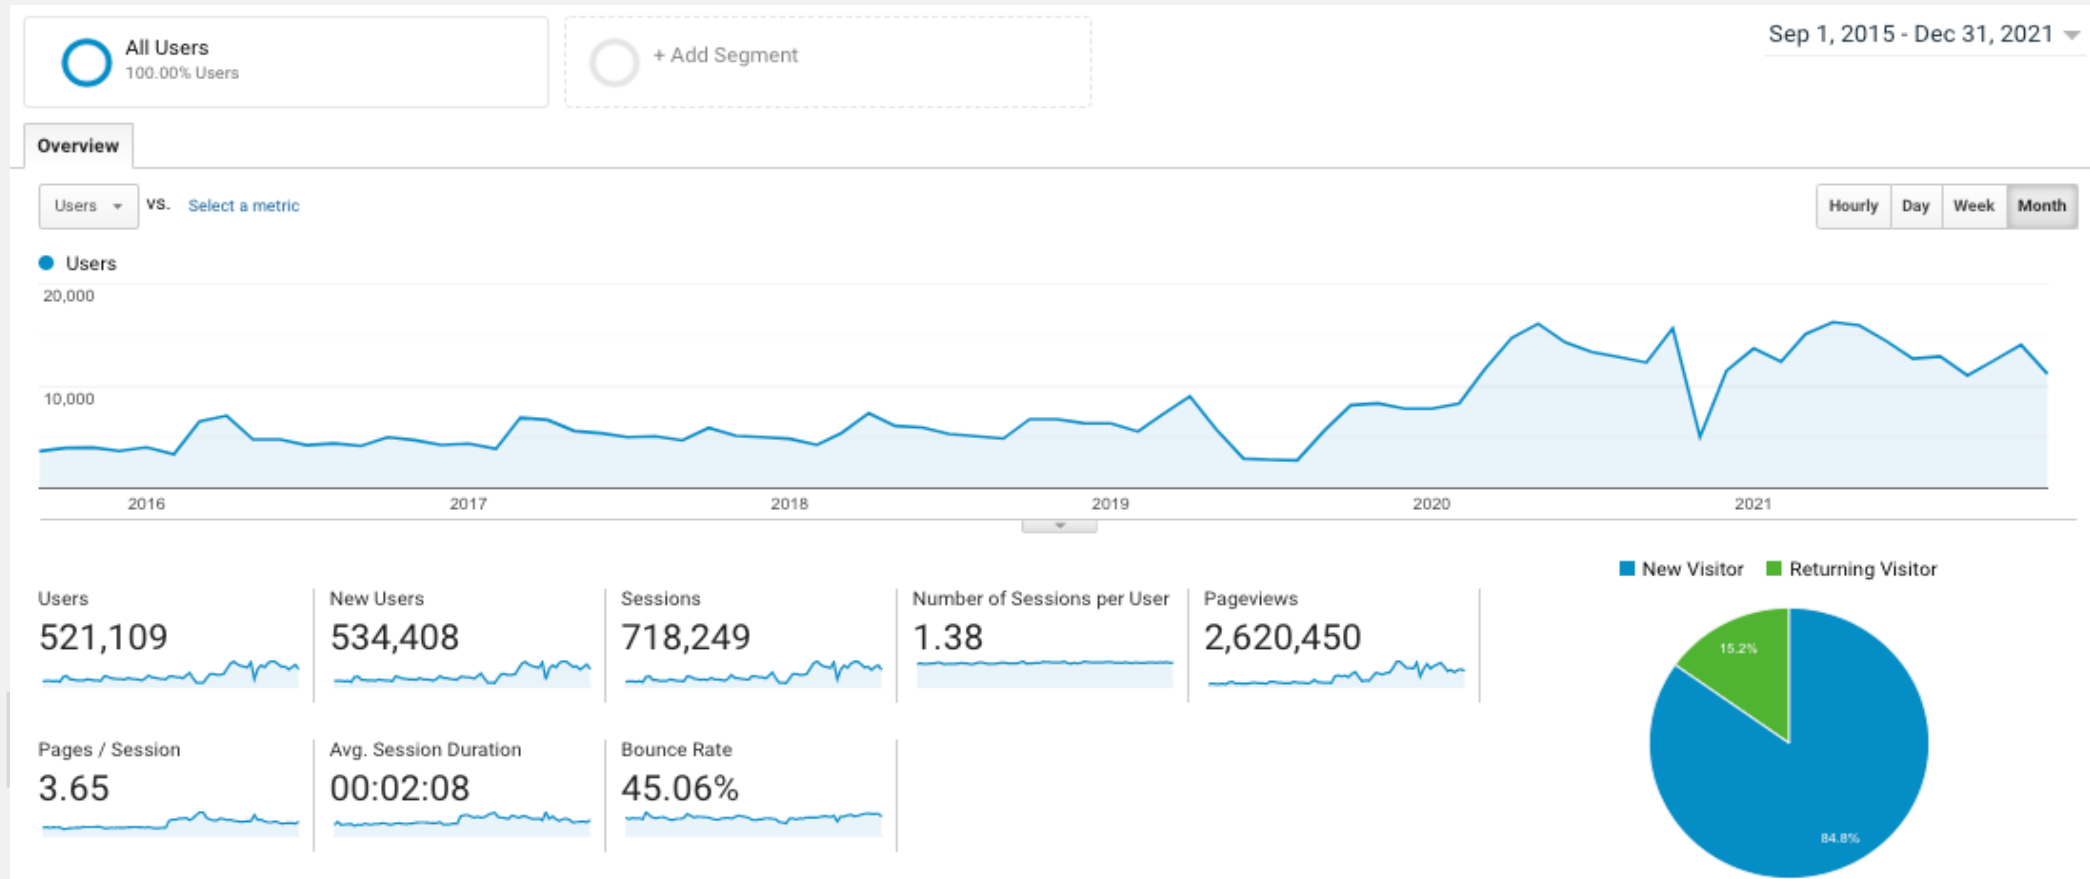 All Users
100.00% Users
+ Add Segment
Sep 1, 2015 - Dec 31, 2021
Overview
Users VS. Select a metric
Hourly Day Week Month
Users
20,000
10,000
2016 2017 2018 2019 2020 2021
New Visitor Returning Visitor
Users New Users Sessions Number of Sessions per User Pageviews
521,109 534,408 718,249 1.38 2,620,450
15.2%
Pages / Session Avg. Session Duration Bounce Rate
3.65 00:02:08 45.06%
84.8%